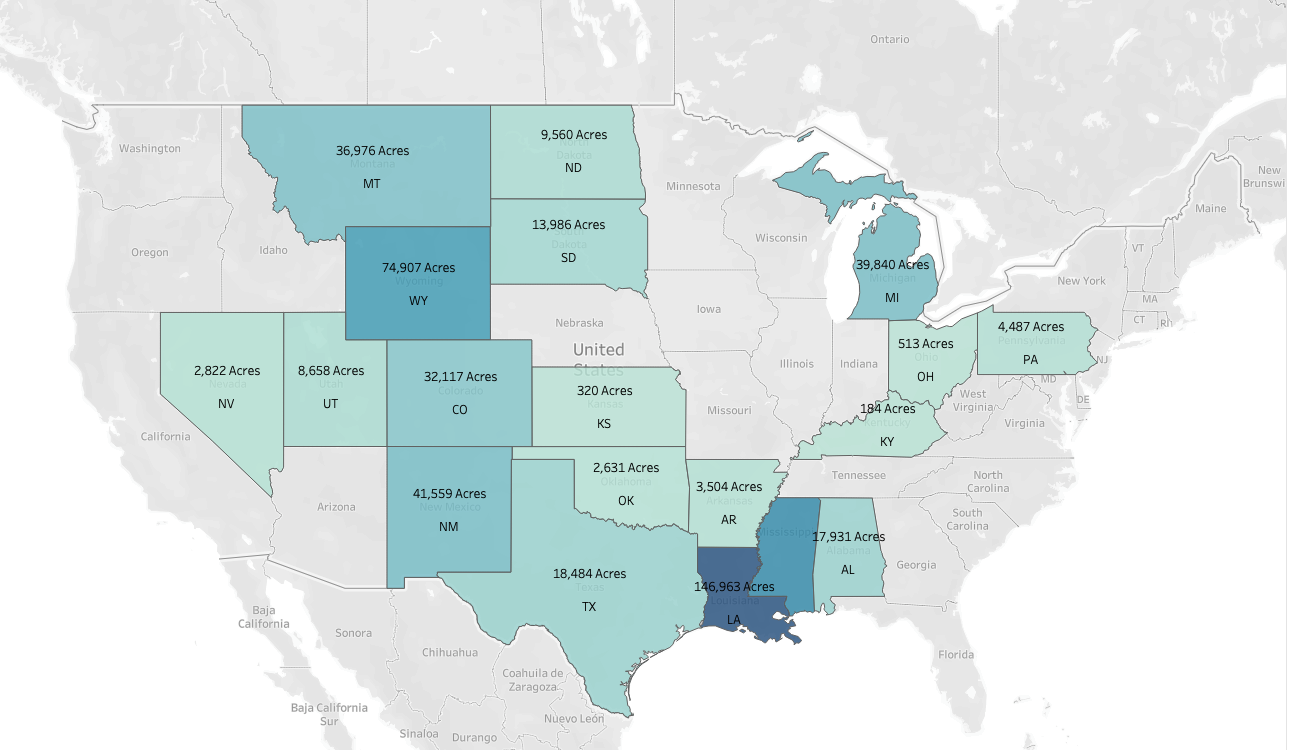 Ontario
Washington
Minnesota
New
Brunswi
Maine
9,560 Acres
North
Dakota
ND
36,976 Acres
Montana
MT
13,986 Acres
Dakota
SD
Wisconsin
Oregon
Idaho
VT
74,907 Acres
Wyoming
WY
39,840 Acres
Michigan
MI
New York
MA
CT
RI
Iowa
Nebraska
United
States
4,487 Acres
Pennsylvania
PA
513 Acres
Ohio
OH
NJ
Illinois
Indiana
2,822 Acres
Nevada
NV
8,658 Acres
Utah
UT
32,117 Acres
Colorado
CO
320 Acres
Kansas
KS
MD
DE
West
Virginia
Virginia
Missouri
184 Acres
Kentucky
KY
California
2,631 Acres
Oklahoma
OK
Tennessee
North
Carolina
3,504 Acres
Arkansas
AR
41,559 Acres
New Mexico
NM
Arizona
South
Carolina
Mississippi
17,931 Acres
Alabama
AL
Georgia
18,484 Acres
Texas
TX
146,963 Acres
Louisiana
LA
Baja
California
Sonora
Chihuahua
Florida
Coahuila de
Zaragoza
Baja California
Sur
Nuevo León
Sinaloa
Durango